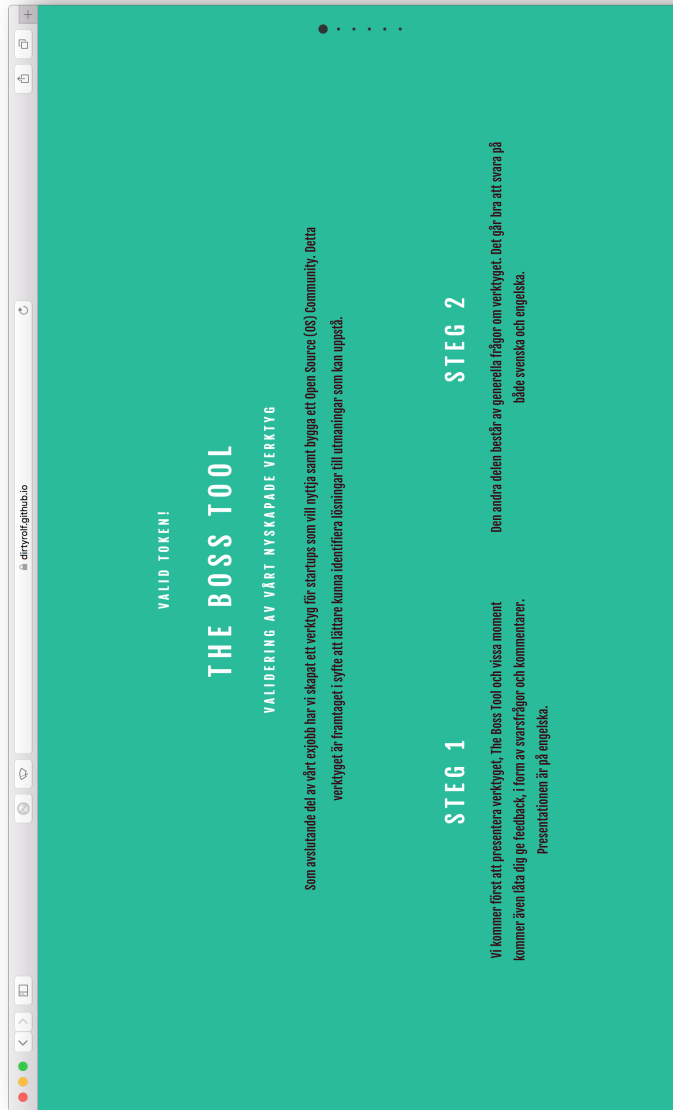 dirtyrolf.github.io
VALID TOKEN!
THE BOSS TOOL
VALIDERING AV VÅRT NYSKAPADE VERKTYG
Som avslutande del av vårt exjobb har vi skapat ett verktyg för startups som vill nyttja samt bygga ett Open Source (OS) Community. Detta
verktyget är framtaget i syfte att lättare kunna identifiera lösningar till utmaningar som kan uppstå.
STEG 1
Vi kommer först att presentera verktyget, The Boss Tool och vissa moment
kommer även låta dig ge feedback, i form av svarsfrågor och kommentarer.
Presentationen är på engelska.
STEG 2
Den andra delen består av generella frågor om verktyget. Det går bra att svara på
både svenska och engelska.